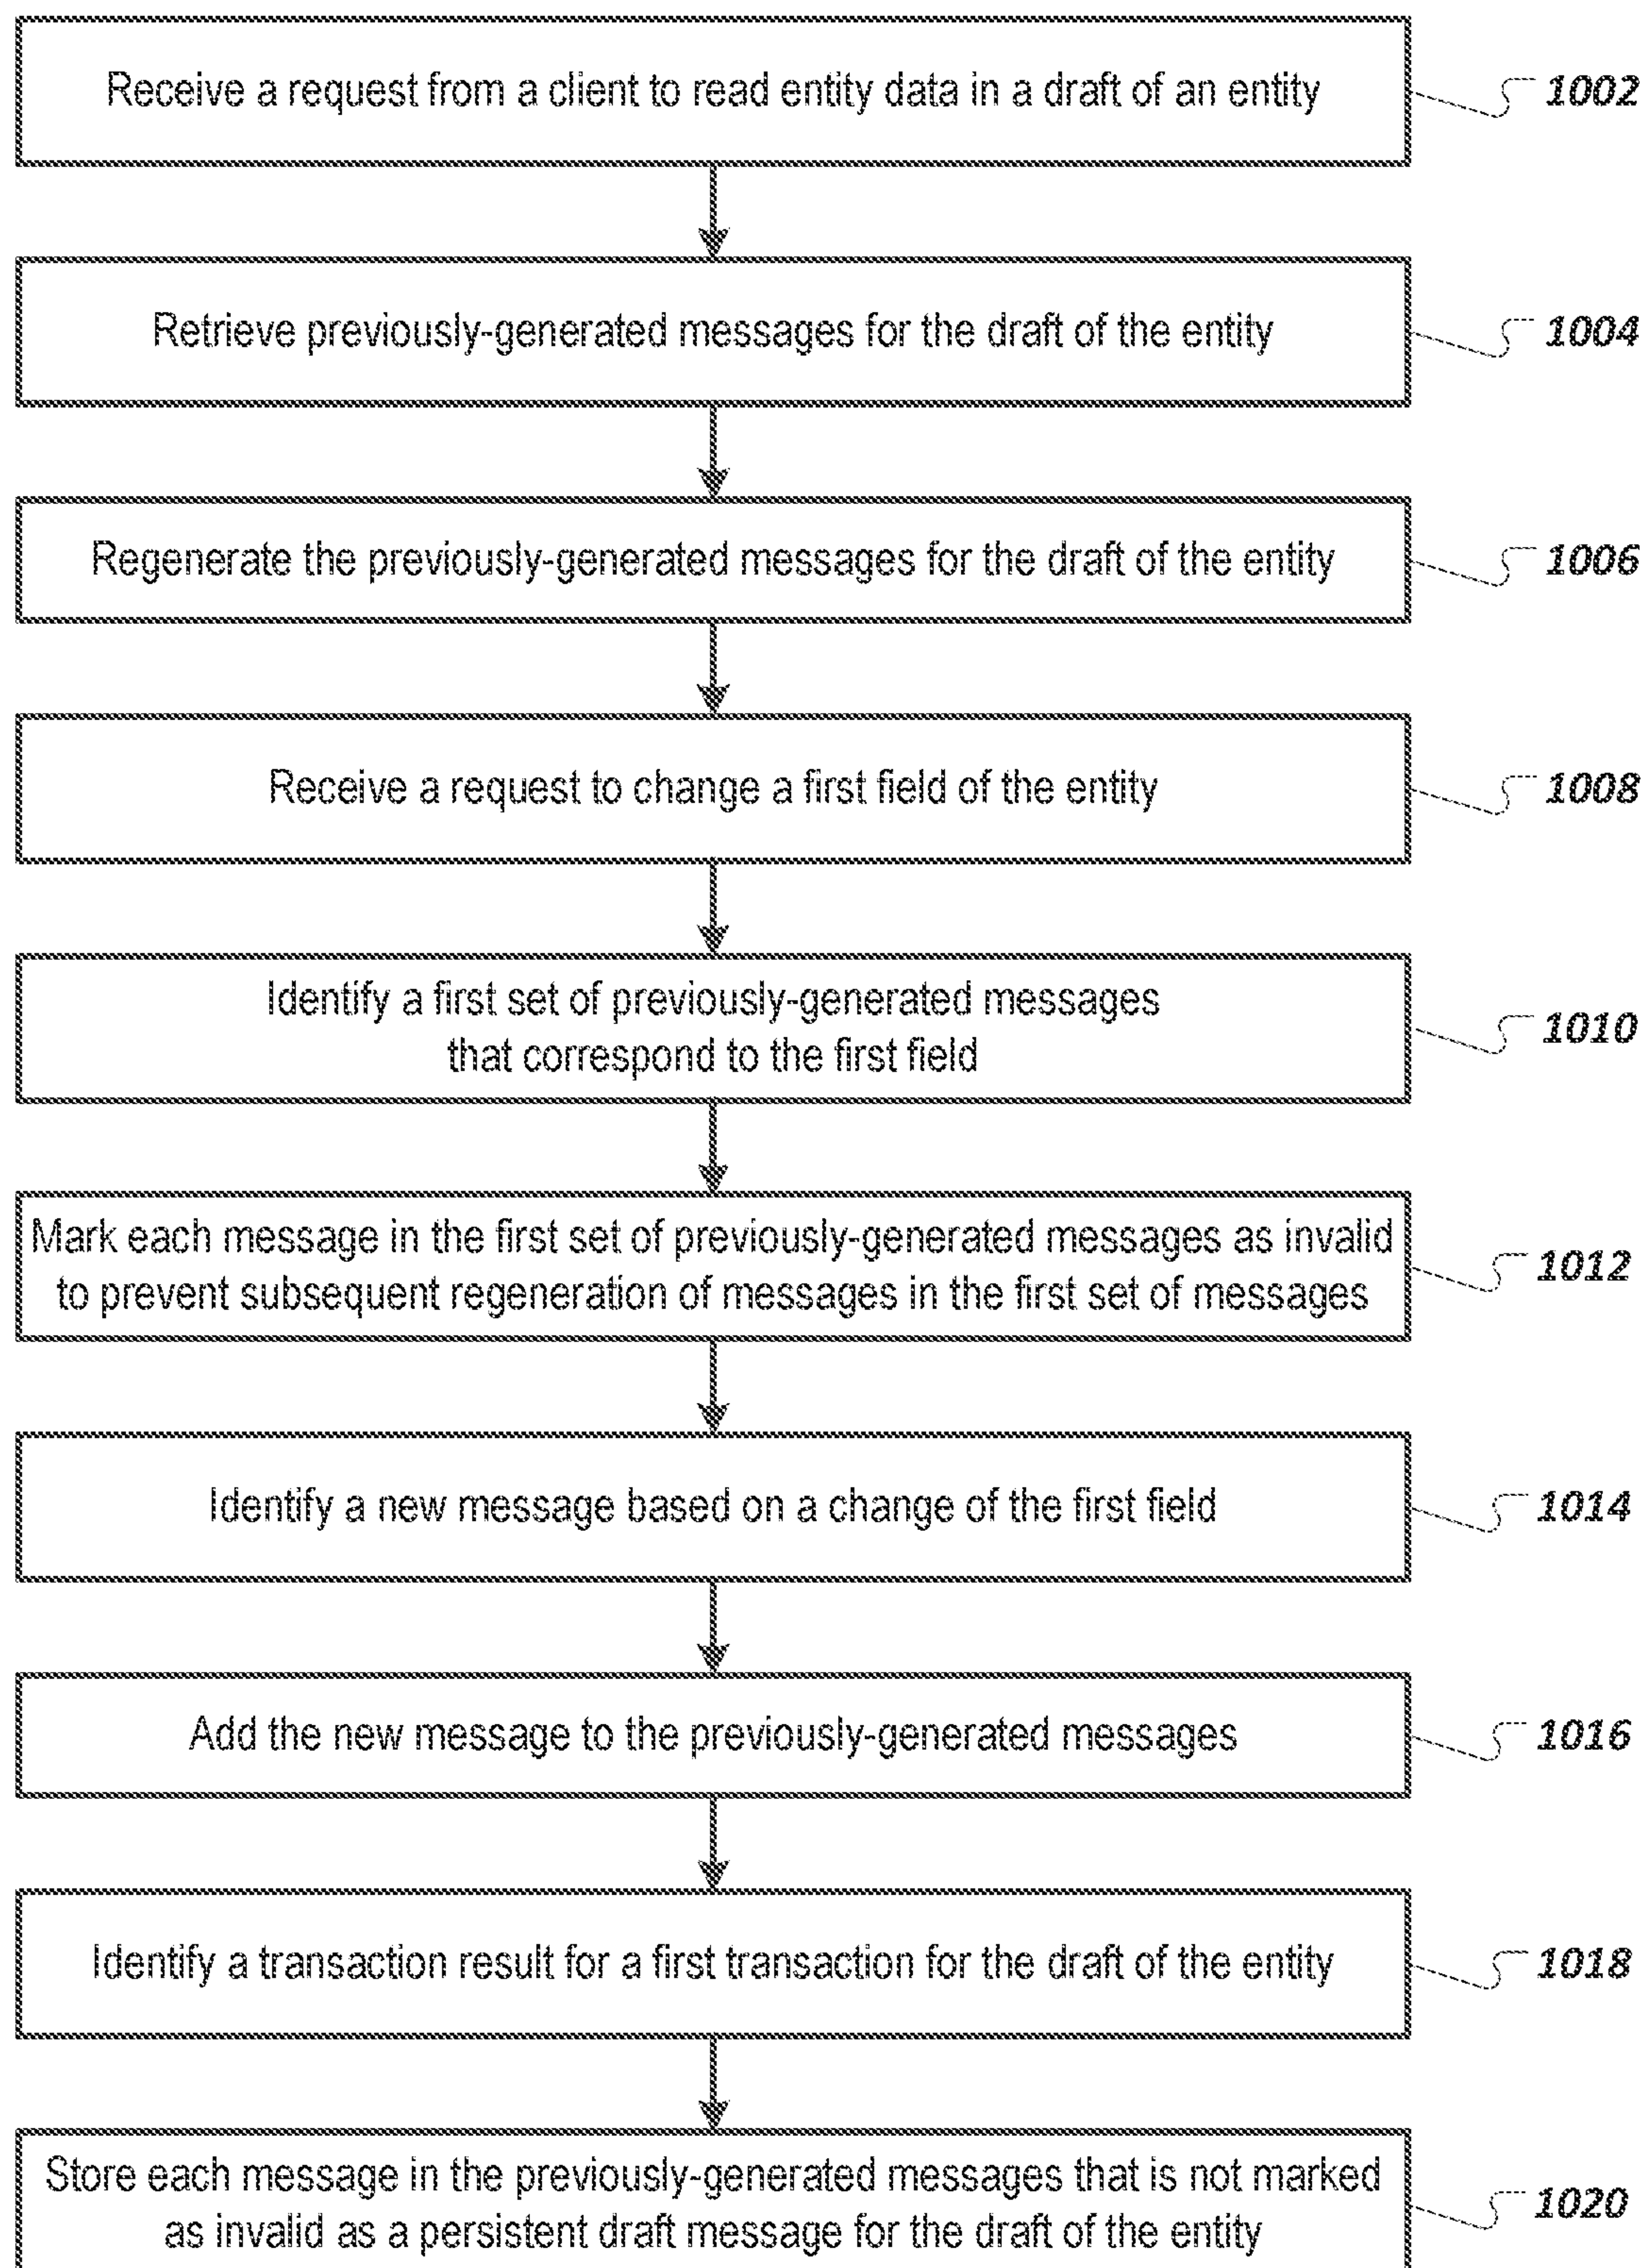 Receive a request from a client to read entity data in a draft of an entity
1002
Retrieve previously-generated messages for the draft of the entity
1004
Regenerate the previously-generated messages for the draft of the entity
1006
Receive a request to change a first field of the entity
1008
Identify a first set of previously-generated messages
that correspond to the first field
1010
Mark each message in the first set of previously-generated messages as invalid
to prevent subsequent regeneration of messages in the first set of messages
1012
Identify a new message based on a change of the first field
1014
Add the new message to the previously-generated messages
1016
Identify a transaction result for a first transaction for the draft of the entity
1018
Store each message in the previously-generated messages that is not marked
as invalid as a persistent draft message for the draft of the entity
1020